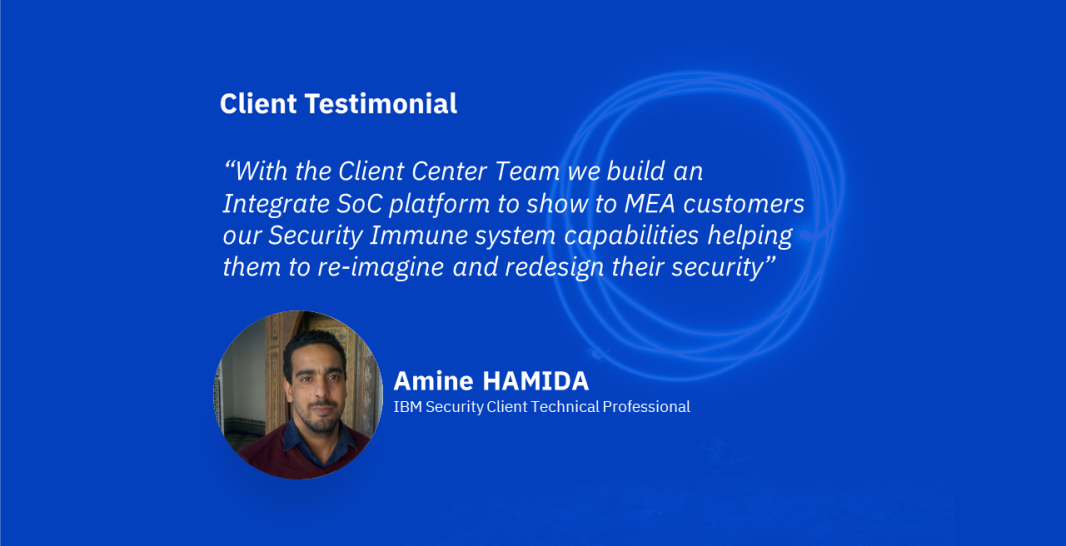 Client Testimonial
“With the Client Center Team we build an
Integrate SoC platform to show to MEA customers
our Security Immune system capabilities helping
them to re-imagine and redesign their security”
Amine HAMIDA
IBM Security Client Technical Professional